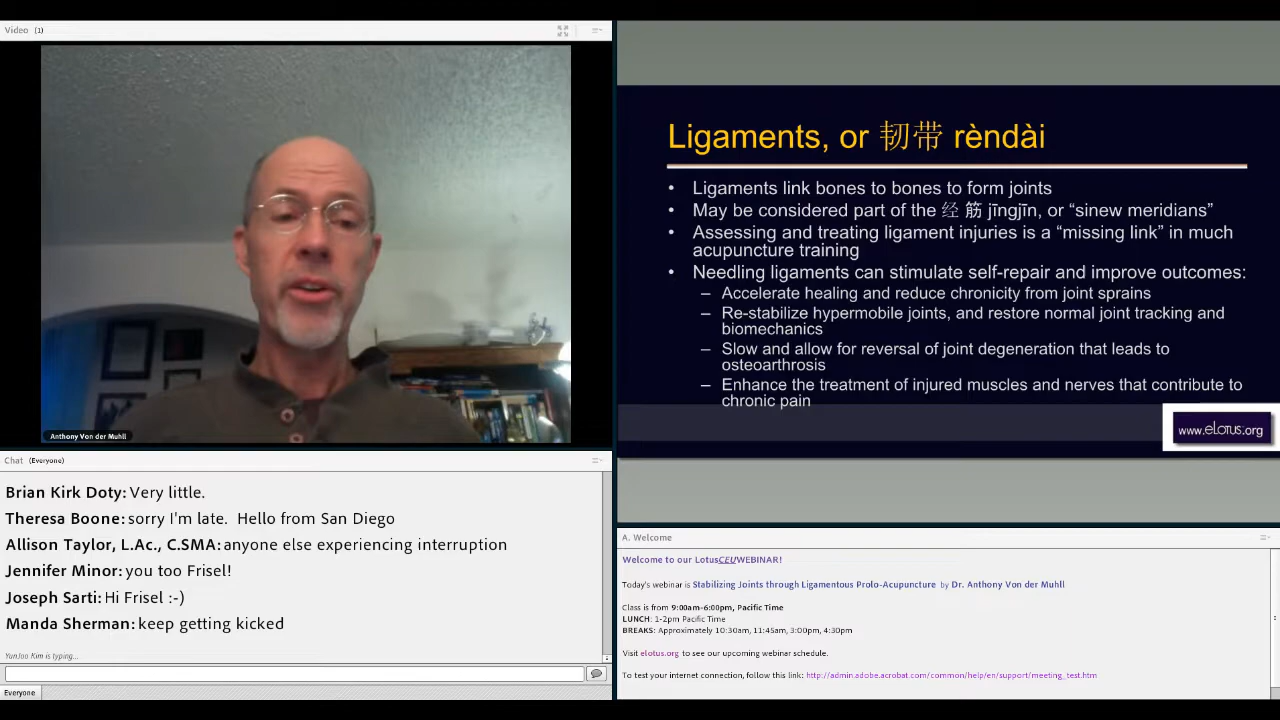 Video (1)
Anthony Von der Muhll
Chat (Everyone)
Brian Kirk Doty: Very little.
Theresa Boone: sorry I'm late. Hello from San Diego
Allison Taylor, L.Ac., C.SMA: anyone else experiencing interruption
Jennifer Minor: you too Frisel!
Joseph Sarti: Hi Frisel :-)
Manda Sherman: keep getting kicked
YunJoo Kim is typing...
Everyone
Ligaments, or 韧带 rèndài
• Ligaments link bones to bones to form joints
• May be considered part of the 经 筋 jīngjīn, or “sinew meridians”
• Assessing and treating ligament injuries is a “missing link” in much
acupuncture training
• Needling ligaments can stimulate self-repair and improve outcomes:
– Accelerate healing and reduce chronicity from joint sprains
– Re-stabilize hypermobile joints, and restore normal joint tracking and
biomechanics
– Slow and allow for reversal of joint degeneration that leads to
osteoarthrosis
– Enhance the treatment of injured muscles and nerves that contribute to
chronic pain
www.eLotus.org
A. Welcome
Welcome to our LotusCEUWEBINAR!
Today's webinar is Stabilizing Joints through Ligamentous Prolo-Acupuncture by Dr. Anthony Von der Muhll
Class is from 9:00am-6:00pm, Pacific Time
LUNCH: 1-2pm Pacific Time
BREAKS: Approximately 10:30am, 11:45am, 3:00pm, 4:30pm
Visit elotus.org to see our upcoming webinar schedule.
To test your internet connection, follow this link: http://admin.adobe.acrobat.com/common/help/en/support/meeting_test.htm